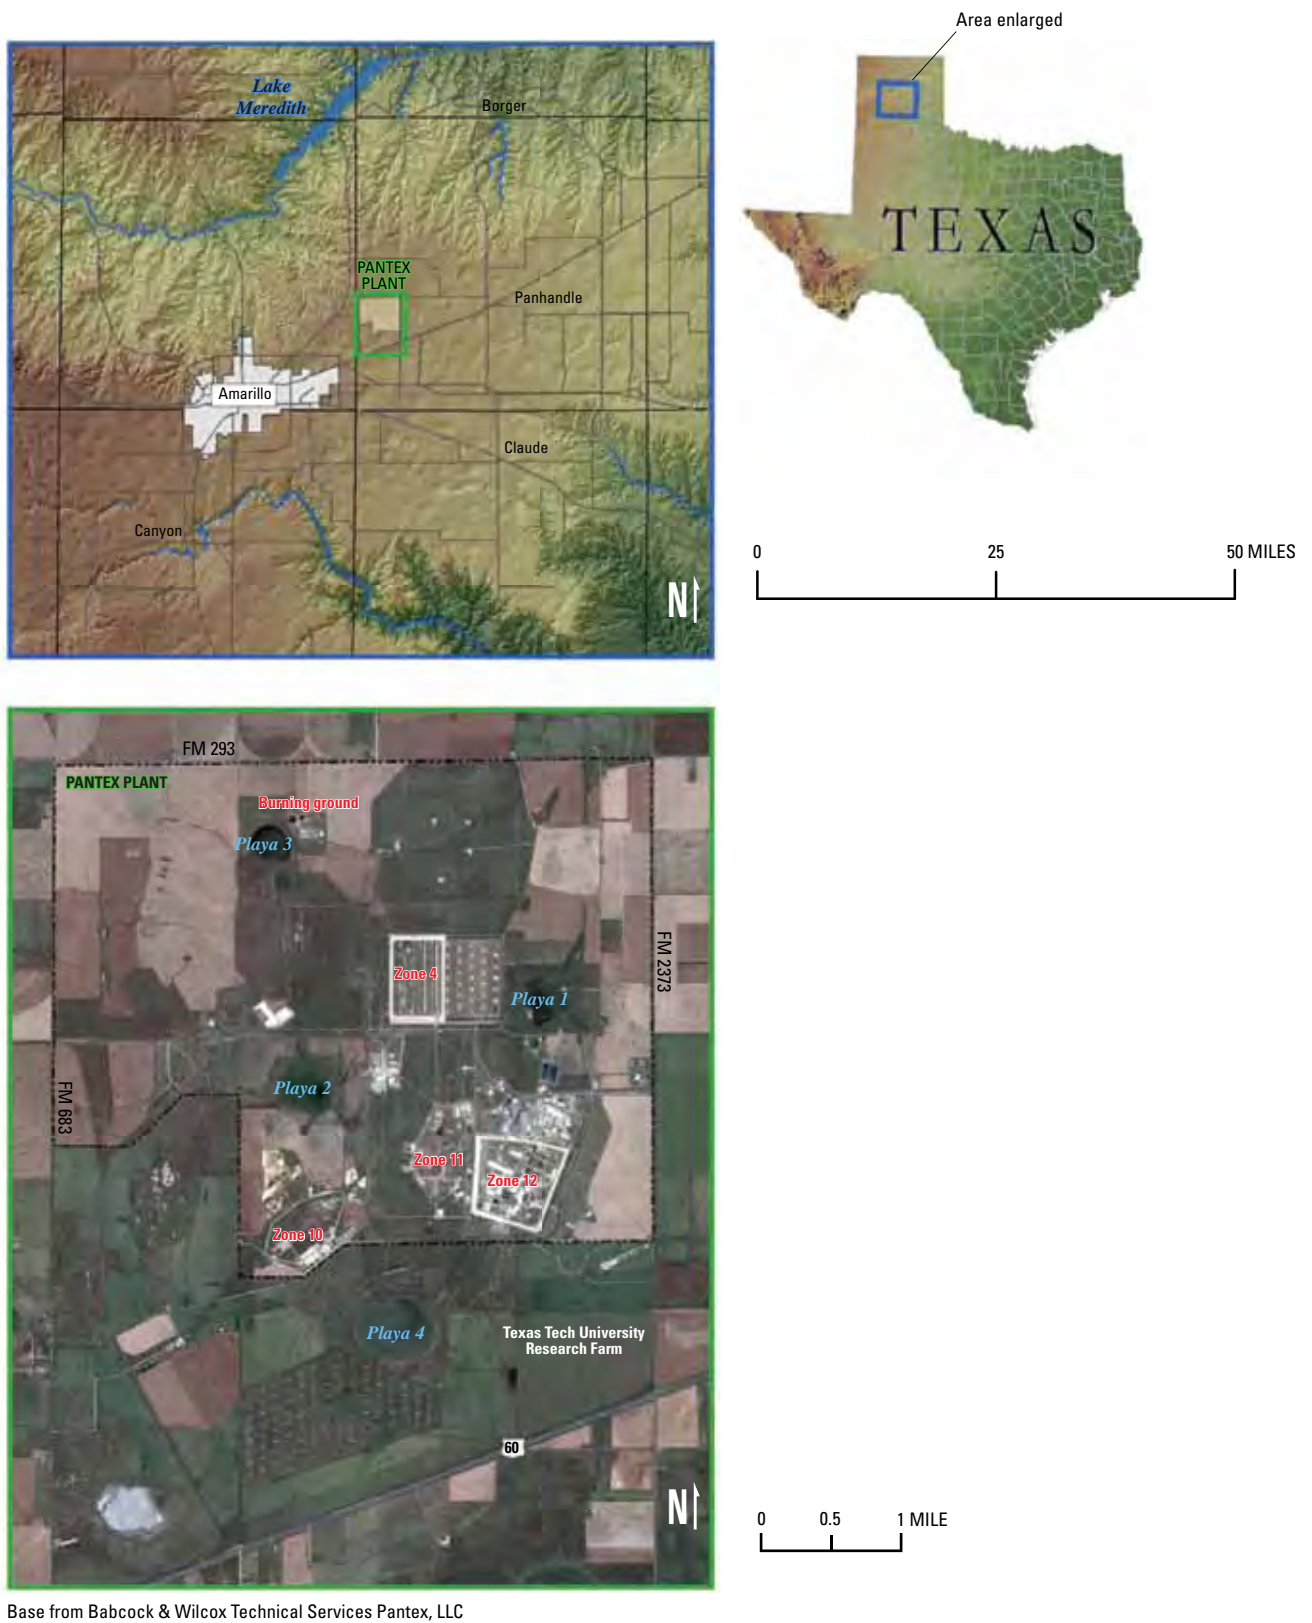 Area enlarged
Lake
Meredith
Borger
TEXAS
PANTEX
PLANT
Panhandle
Amarillo
Claude
Canyon
N
0 25 50 MILES
FM 293
PANTEX PLANT
Burning ground
Playa 3
FM 2373
Zone 4
Playa 1
Playa 2
FM 683
Zone 11
Zone 12
Zone 10
Playa 4
Texas Tech University
Research Farm
60
N
0 0.5 1 MILE
Base from Babcock & Wilcox Technical Services Pantex, LLC